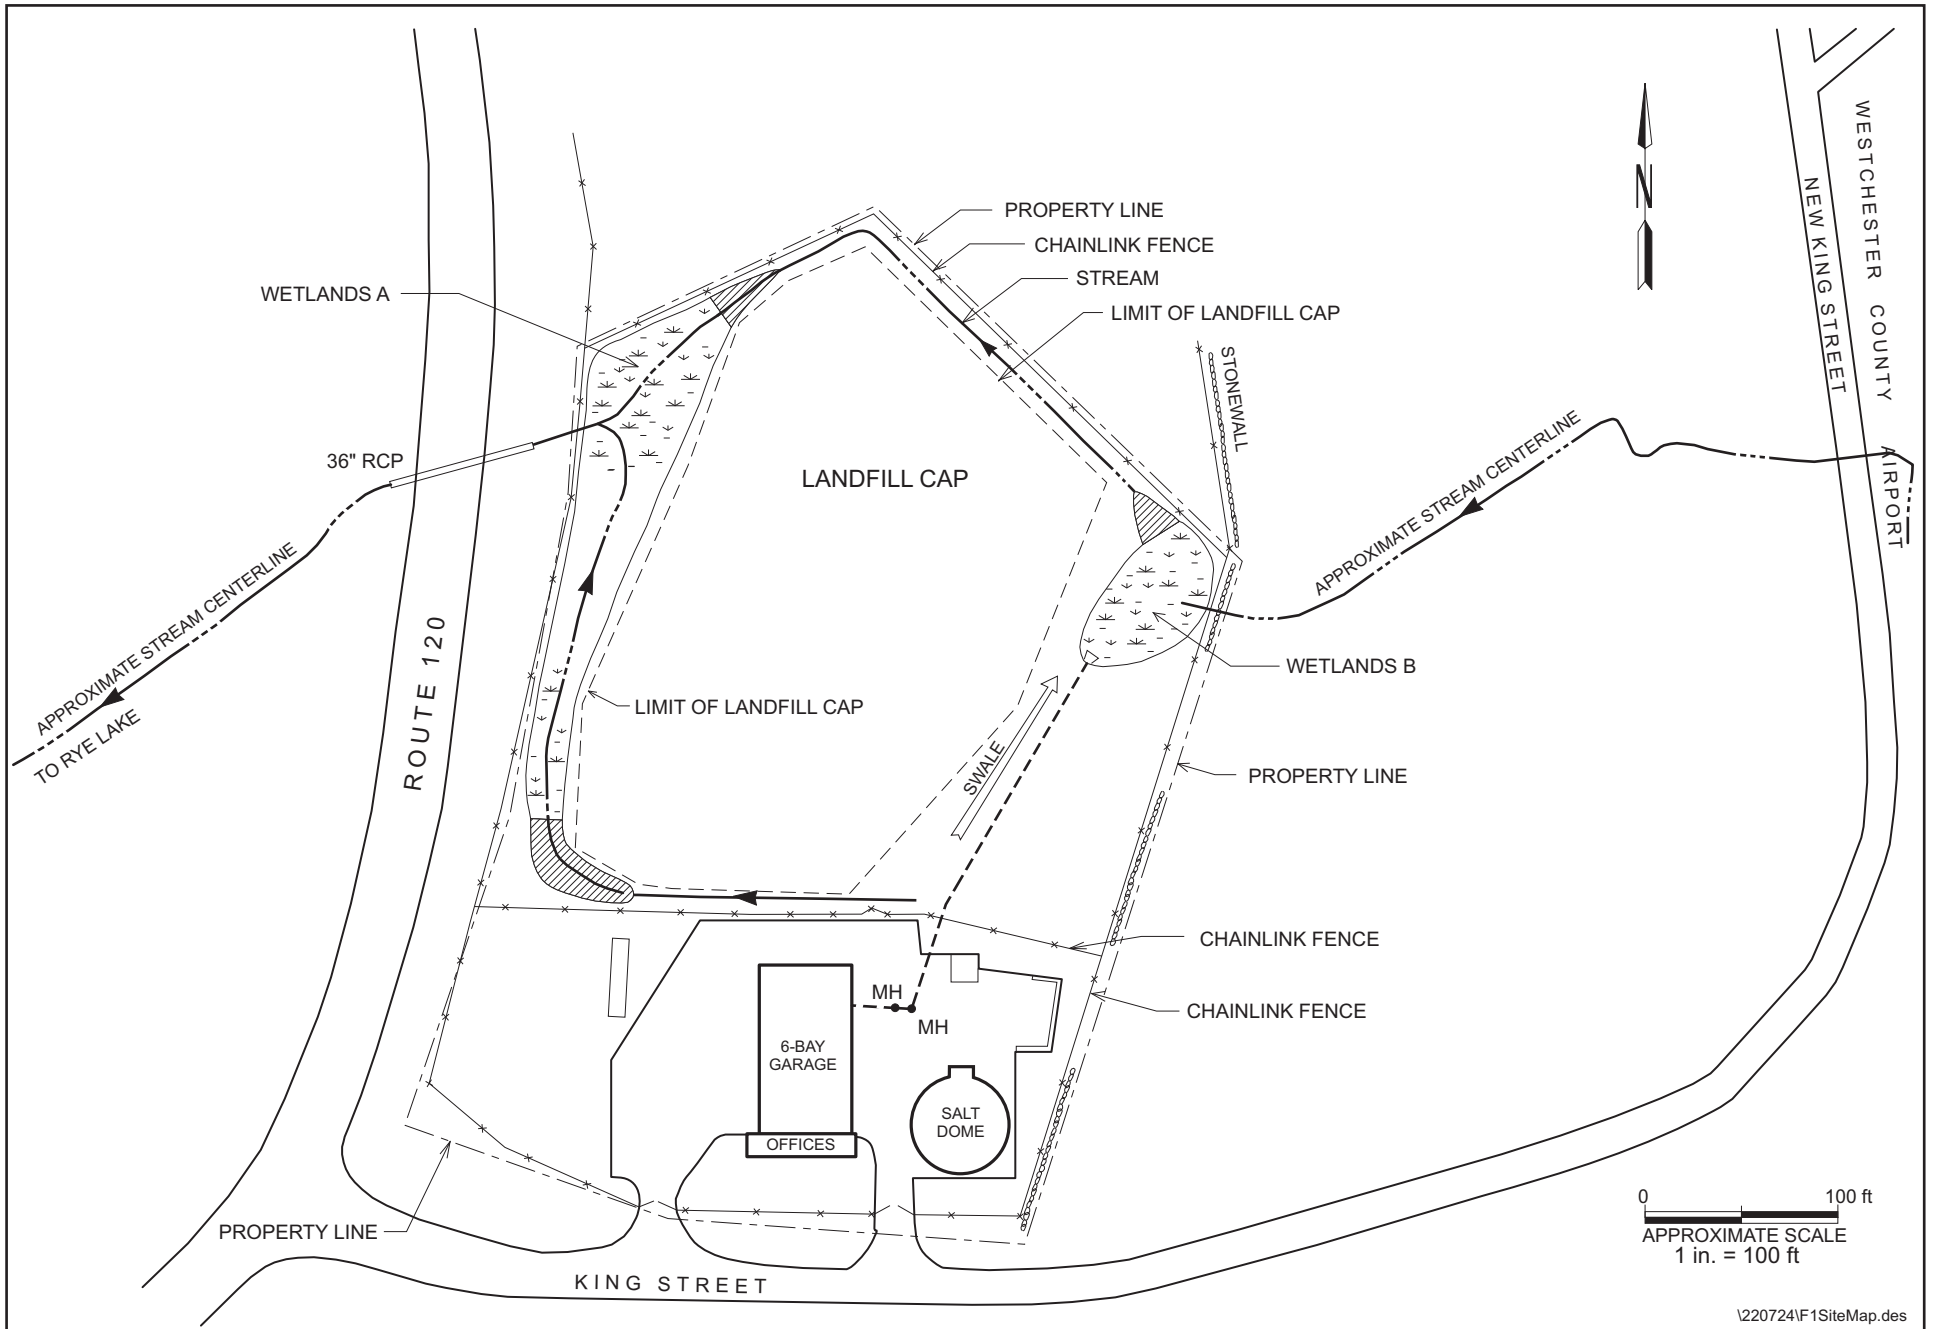 PROPERTY LINE
CHAINLINK FENCE
STREAM
LIMIT OF LANDFILL CAP
WETLANDS A
N
WESTCHESTER COUNTY AIRPORT
NEW KING STREET
STONEWALL
36" RCP
LANDFILL CAP
APPROXIMATE STREAM CENTERLINE
APPROXIMATE STREAM CENTERLINE
TO RYE LAKE
ROUTE 120
WETLANDS B
LIMIT OF LANDFILL CAP
SWALE
PROPERTY LINE
CHAINLINK FENCE
MH
MH
CHAINLINK FENCE
6-BAY
GARAGE
OFFICES
SALT
DOME
PROPERTY LINE
KING STREET
0 100 ft
APPROXIMATE SCALE
1 in. = 100 ft
\220724\F1SiteMap.des